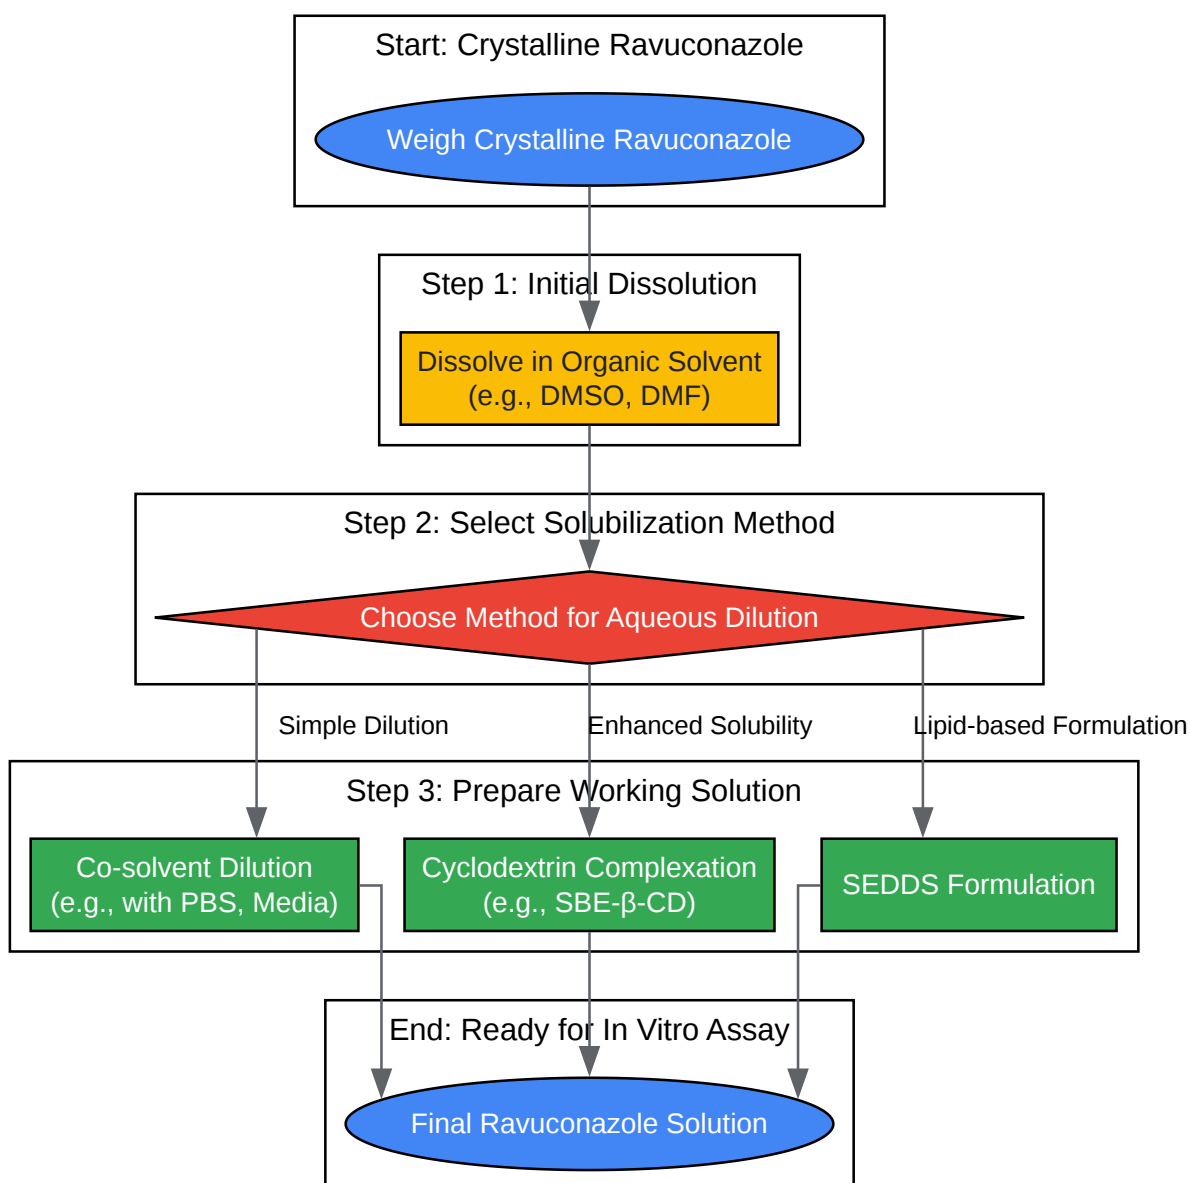 Start: Crystalline Ravuconazole
Weigh Crystalline Ravuconazole
Step 1: Initial Dissolution
Dissolve in Organic Solvent
(e.g., DMSO, DMF)
Step 2: Select Solubilization Method
Choose Method for Aqueous Dilution
Simple Dilution
Enhanced Solubility
Lipid-based Formulation
Step 3: Prepare Working Solution
Co-solvent Dilution
(e.g., with PBS, Media)
Cyclodextrin Complexation
(e.g., SBE-β-CD)
SEDDS Formulation
End: Ready for In Vitro Assay
Final Ravuconazole Solution